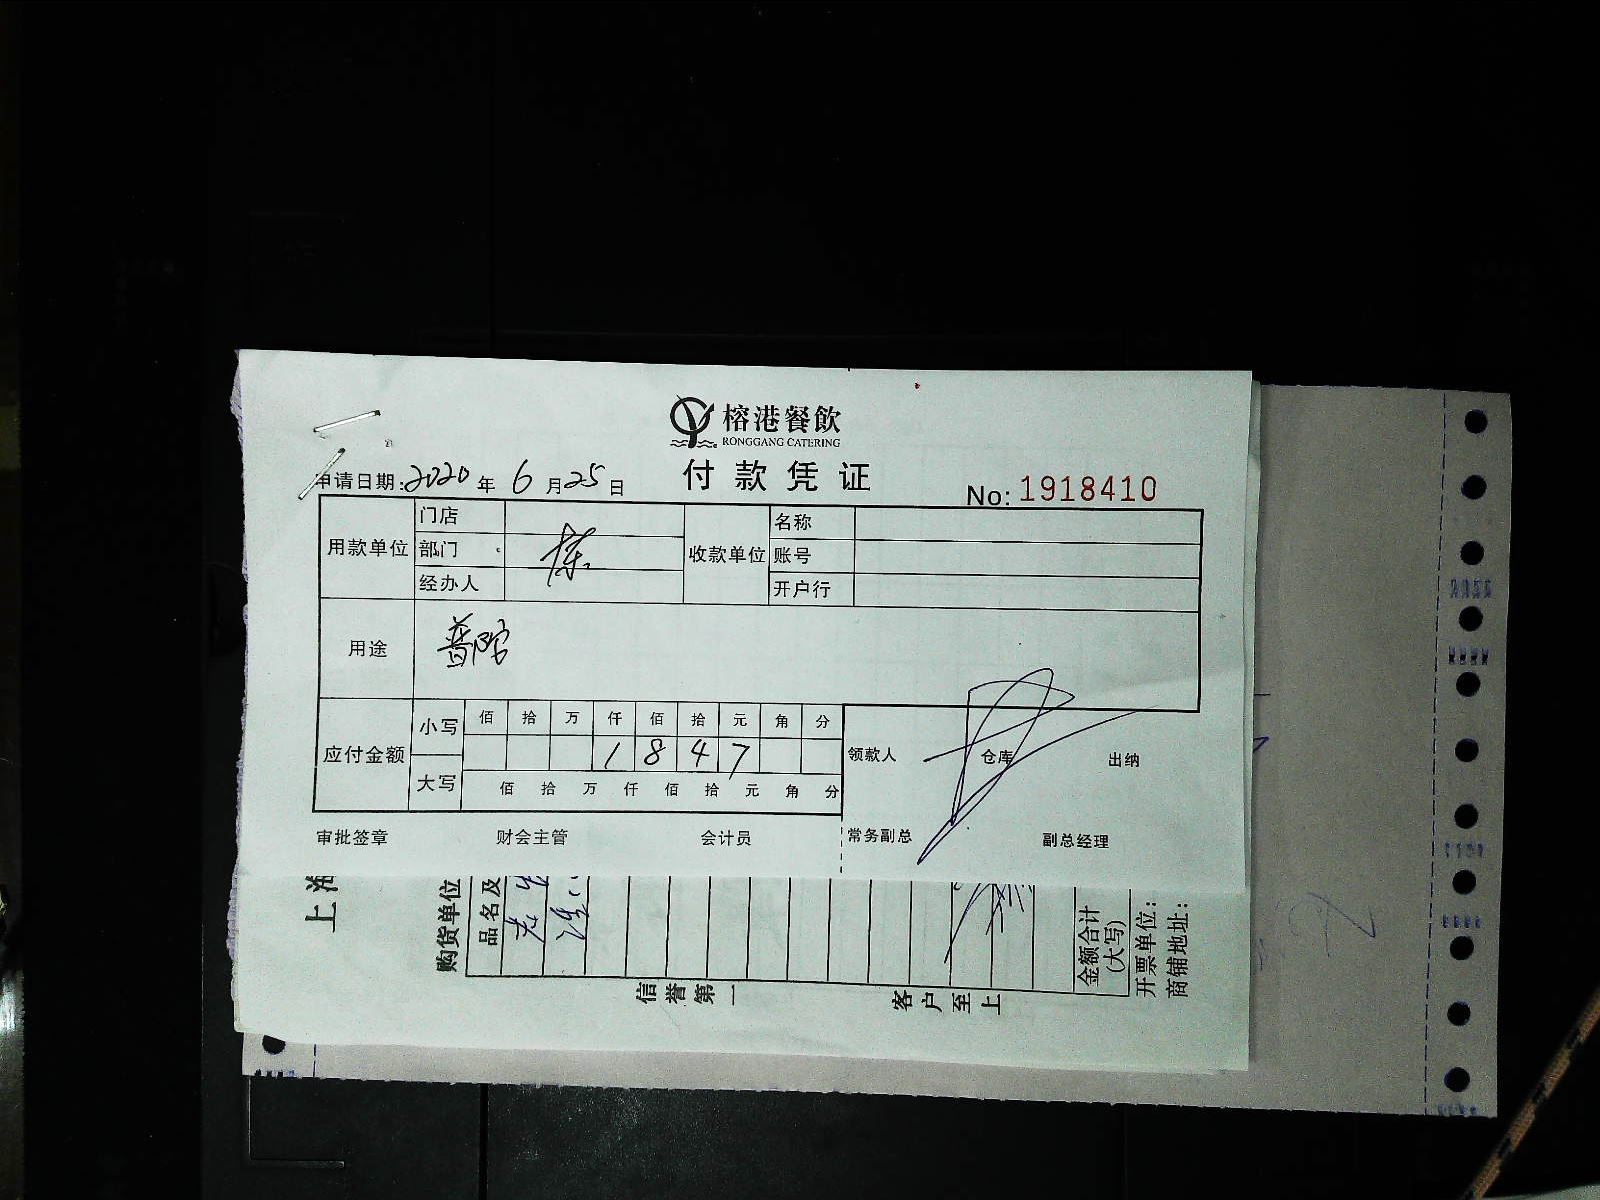 榕港餐飲
RONGGANG CATERING
付款凭证
申请日期:2020年6月25日
No: 1918410
用款单位 门店 收款单位 名称
部门 账号
经办人 开户行
用途
应付金额 小写 佰 拾 万 仟 佰 拾 元 角 分
1 8 4 7
大写 佰 拾 万 仟 佰 拾 元 角 分
领款人 仓库 出纳
审批签章 财会主管 会计员 常务副总 副总经理
上海
购货单位
品名及
信誉第一
客户至上
金额合计
(大写)
开票单位:
商铺地址: